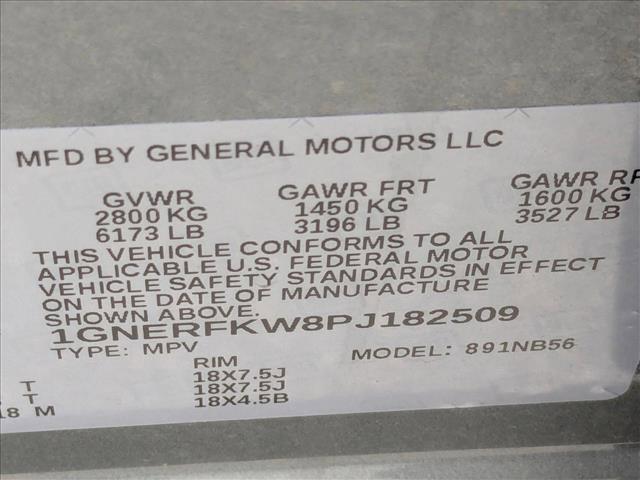 MFD BY GENERAL MOTORS LLC
GVWR GAWR FRT GAWR
2800 KG 1450 KG 1600 KG
6173 LB 3196 LB 3527 LB
THIS VEHICLE CONFORMS TO ALL
APPLICABLE U.S. FEDERAL MOTOR
VEHICLE SAFETY STANDARDS IN EFFECT
ON THE DATE OF MANUFACTURE
SHOWN ABOVE.
1GNERFKW8PJ182509
TYPE: MPV MODEL: 891NB56
RIM
T 18X7.5J
T 18X7.5J
18 M 18X4.5B